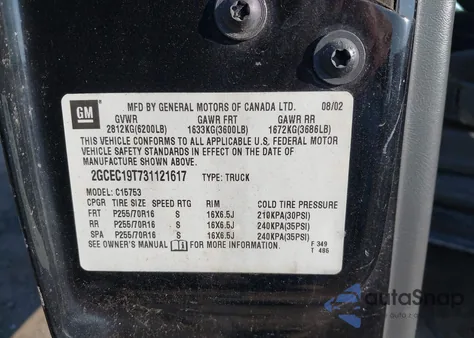 GM
MFD BY GENERAL MOTORS OF CANADA LTD. 08/02
GVWR GAWR FRT GAWR RR
2812KG(6200LB) 1633KG(3600LB) 1672KG(3686LB)
THIS VEHICLE CONFORMS TO ALL APPLICABLE U.S. FEDERAL MOTOR
VEHICLE SAFETY STANDARDS IN EFFECT ON THE DATE OF
MANUFACTURE SHOWN ABOVE.
2GCEC19T731121617 TYPE: TRUCK
MODEL: C15753
CPGR TIRE SIZE SPEED RTG RIM COLD TIRE PRESSURE
FRT P255/70R16 S 16X6.5J 210KPA(30PSI)
RR P255/70R16 S 16X6.5J 240KPA(35PSI)
SPA P255/70R16 S 16X6.5J 240KPA(35PSI)
SEE OWNER'S MANUAL FOR MORE INFORMATION.
F 349
T 486
autoSnap